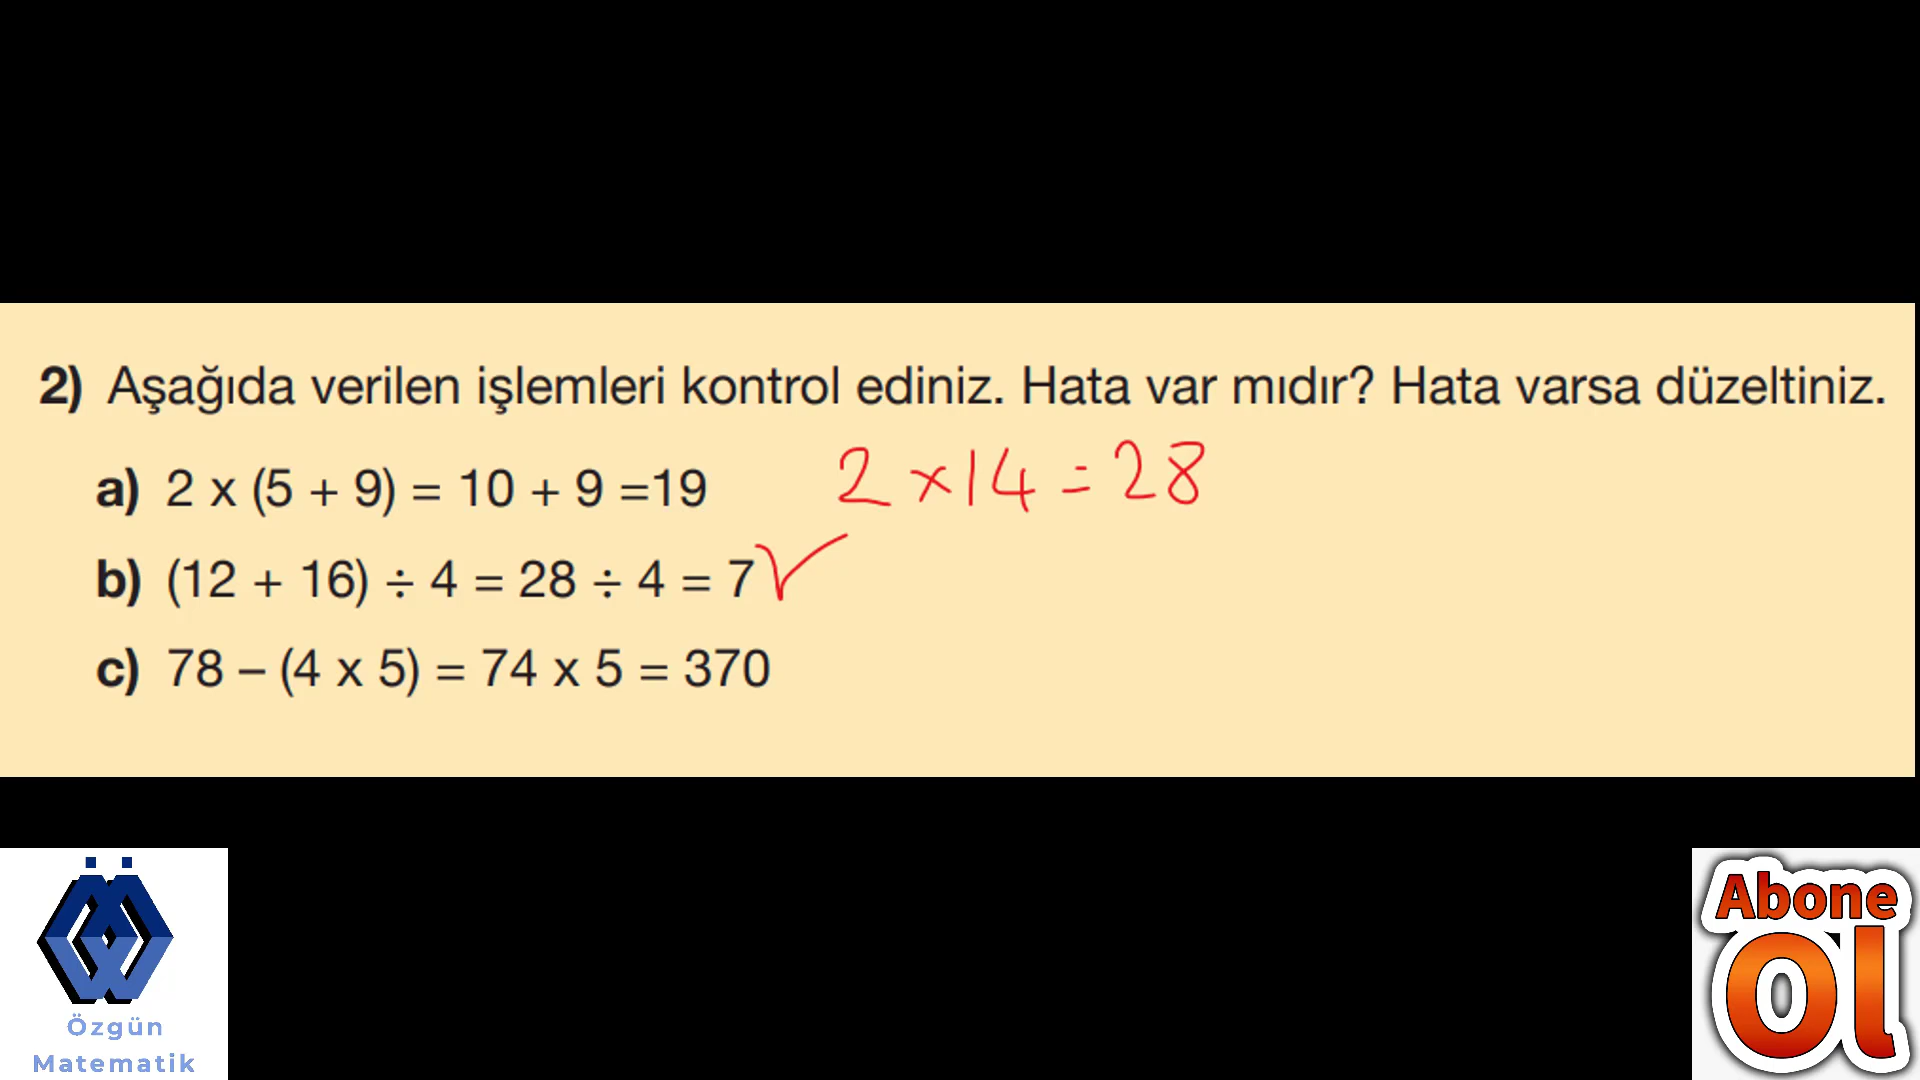 2) Aşağıda verilen işlemleri kontrol ediniz. Hata var mıdır? Hata varsa düzeltiniz.
a) 2 x (5 + 9) = 10 + 9 =19 2 x 14 = 28
b) (12 + 16) ÷ 4 = 28 ÷ 4 = 7 ✓
c) 78 – (4 x 5) = 74 x 5 = 370
Özgün
Matematik
Abone
Ol